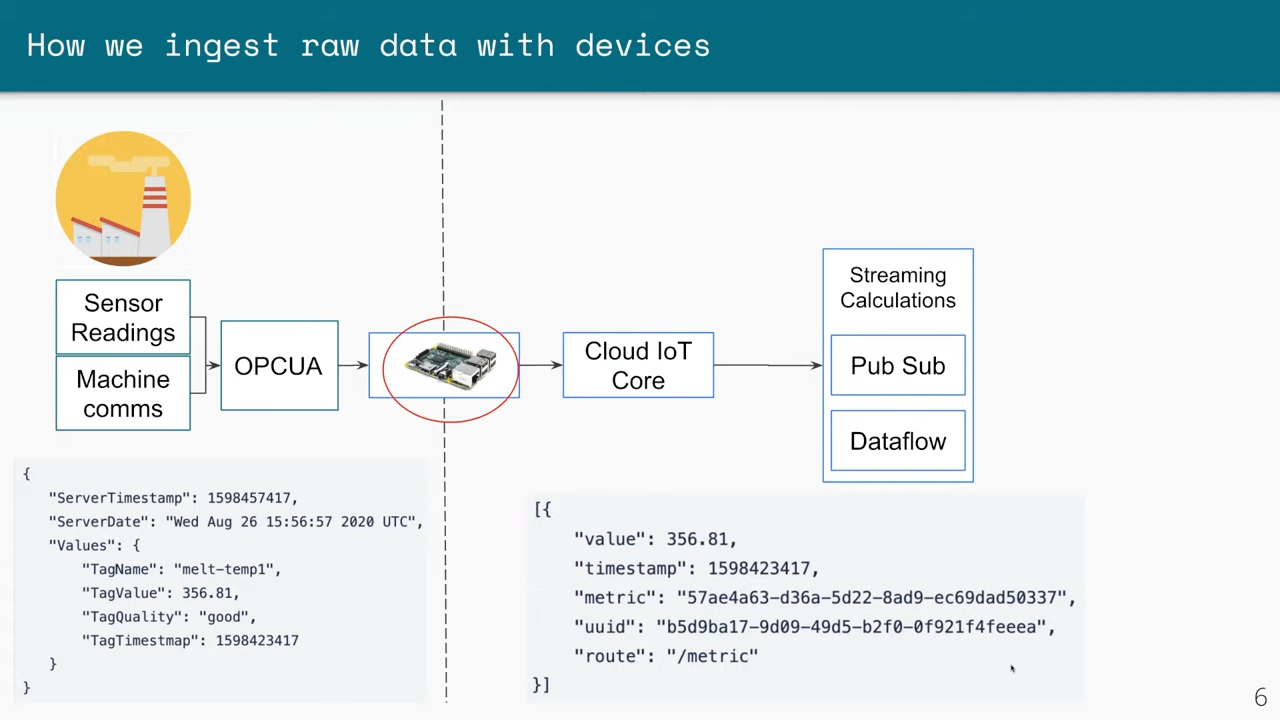 How we ingest raw data with devices
Sensor
Readings
Machine
comms
OPCUA
Cloud IoT
Core
Streaming
Calculations
Pub Sub
Dataflow
{
"ServerTimestamp": 1598457417,
"ServerDate": "Wed Aug 26 15:56:57 2020 UTC",
"Values": {
"TagName": "melt-temp1",
"TagValue": 356.81,
"TagQuality": "good",
"TagTimestmap": 1598423417
}
}
[{
"value": 356.81,
"timestamp": 1598423417,
"metric": "57ae4a63-d36a-5d22-8ad9-ec69dad50337",
"uuid": "b5d9ba17-9d09-49d5-b2f0-0f921f4feeea",
"route": "/metric"
}]
6